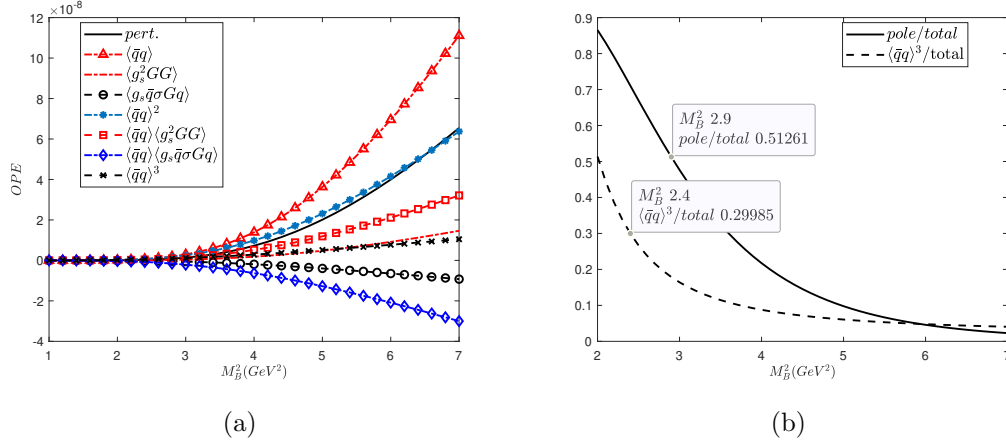 ×10⁻⁸
12
10
8
6
4
2
0
-2
-4
OPE
pert.
⟨q̄q⟩
⟨g_s²GG⟩
⟨g_s q̄σGq⟩
⟨q̄q⟩²
⟨q̄q⟩⟨g_s²GG⟩
⟨q̄q⟩⟨g_s q̄σGq⟩
⟨q̄q⟩³
1 2 3 4 5 6 7
M_B²(GeV²)
(a)
0.9
0.8
0.7
0.6
0.5
0.4
0.3
0.2
0.1
0
pole/total
⟨q̄q⟩³/total
M_B² 2.9
pole/total 0.51261
M_B² 2.4
⟨q̄q⟩³/total 0.29985
2 3 4 5 6 7
M_B²(GeV²)
(b)